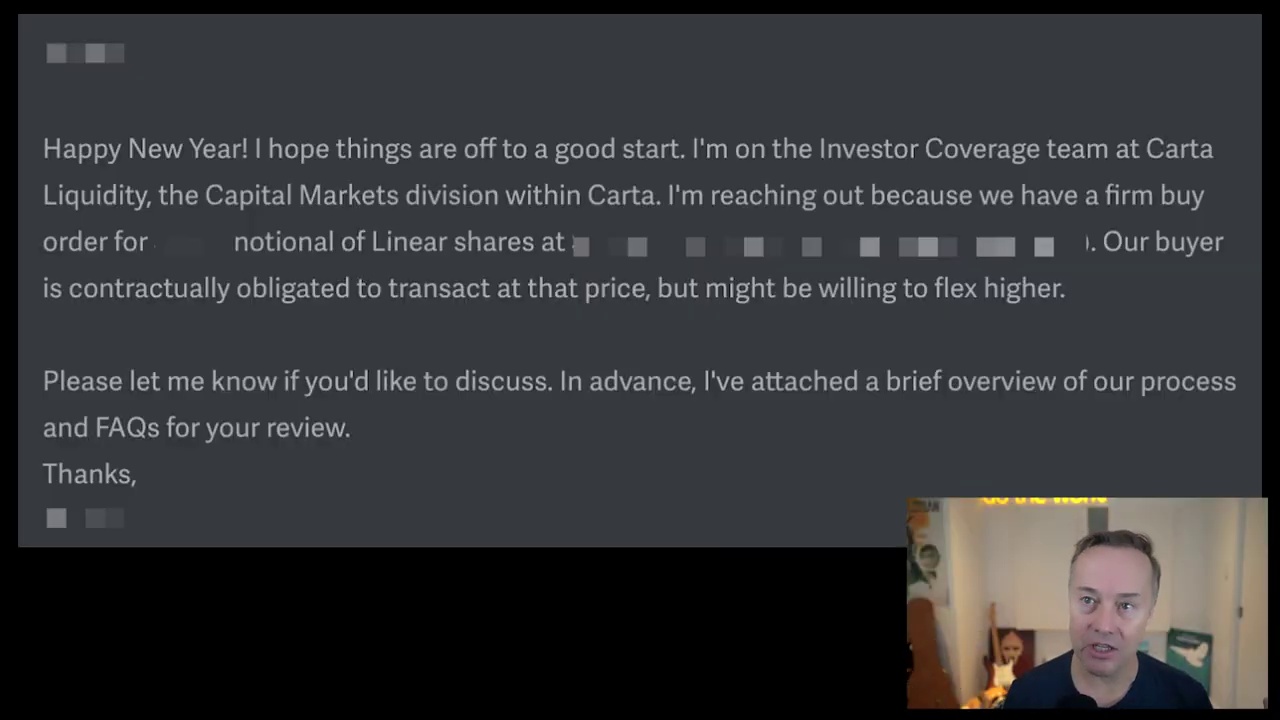 Happy New Year! I hope things are off to a good start. I'm on the Investor Coverage team at Carta
Liquidity, the Capital Markets division within Carta. I'm reaching out because we have a firm buy
order for notional of Linear shares at ). Our buyer
is contractually obligated to transact at that price, but might be willing to flex higher.
Please let me know if you'd like to discuss. In advance, I've attached a brief overview of our process
and FAQs for your review.
Thanks,